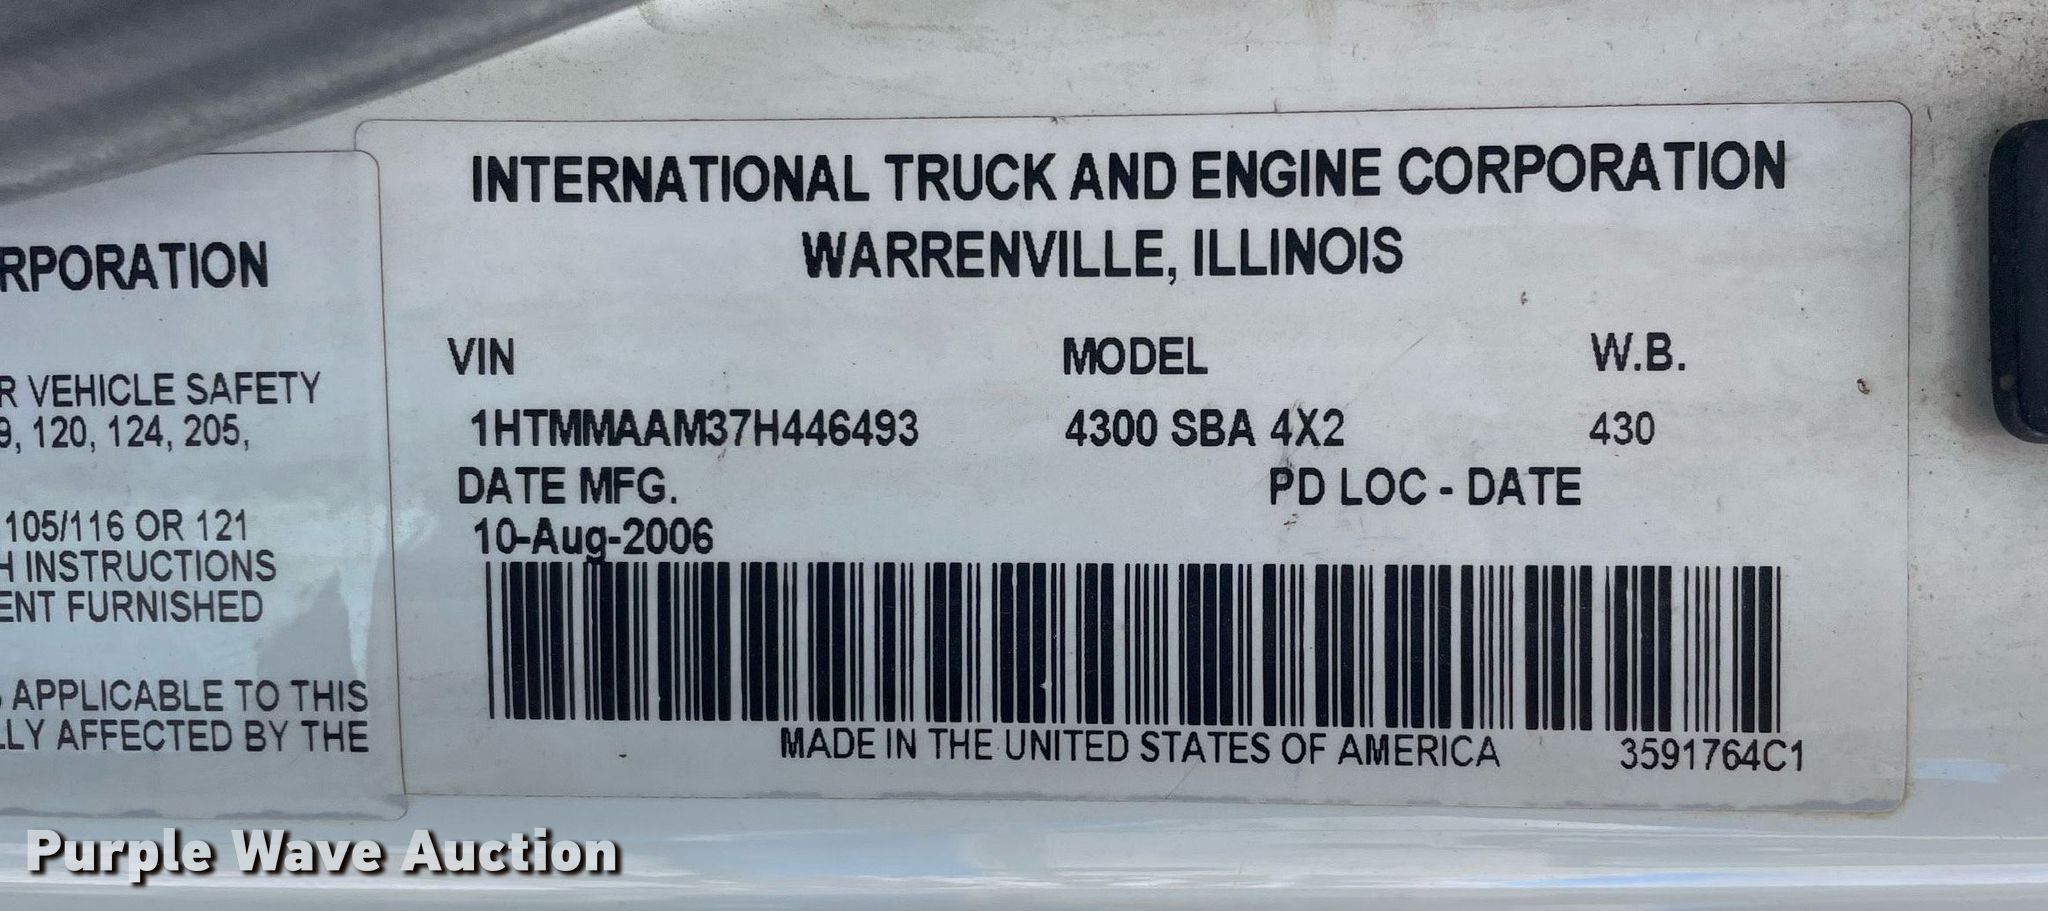 INTERNATIONAL TRUCK AND ENGINE CORPORATION
WARRENVILLE, ILLINOIS
VIN MODEL W.B.
1HTMMAAM37H446493 4300 SBA 4X2 430
DATE MFG. PD LOC - DATE
10-Aug-2006
MADE IN THE UNITED STATES OF AMERICA 3591764C1
RPORATION
R VEHICLE SAFETY
9, 120, 124, 205,
105/116 OR 121
H INSTRUCTIONS
ENT FURNISHED
APPLICABLE TO THIS
LLY AFFECTED BY THE
Purple Wave Auction